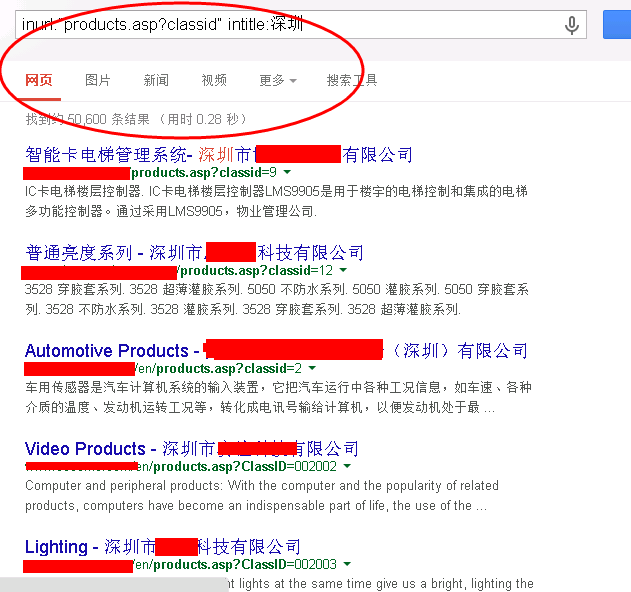 inurl:"products.asp?classid" intitle:深圳
网页 图片 新闻 视频 更多 搜索工具
找到约 50,600 条结果 （用时 0.28 秒）
智能卡电梯管理系统- 深圳市 有限公司
products.asp?classid=9
IC卡电梯楼层控制器. IC卡电梯楼层控制器LMS9905是用于楼宇的电梯控制和集成的电梯
多功能控制器。通过采用LMS9905，物业管理公司.
普通亮度系列 - 深圳市 科技有限公司
/products.asp?classid=12
3528 穿胶套系列. 3528 超薄灌胶系列. 5050 不防水系列. 5050 灌胶系列. 5050 穿胶套系
列. 3528 不防水系列. 3528 灌胶系列. 3528 穿胶套系列. 3528 超薄灌胶系列.
Automotive Products - （深圳）有限公司
/en/products.asp?classid=2
车用传感器是汽车计算机系统的输入装置，它把汽车运行中各种工况信息，如车速、各种
介质的温度、发动机运转工况等，转化成电讯号输给计算机，以便发动机处于最 ...
Video Products - 深圳市 有限公司
en/products.asp?ClassID=002002
Computer and peripheral products: With the computer and the popularity of related
products, computers have become an indispensable part of life, the use of the ...
Lighting - 深圳市 科技有限公司
/en/products.asp?ClassID=002003
lights at the same time give us a bright, lighting the